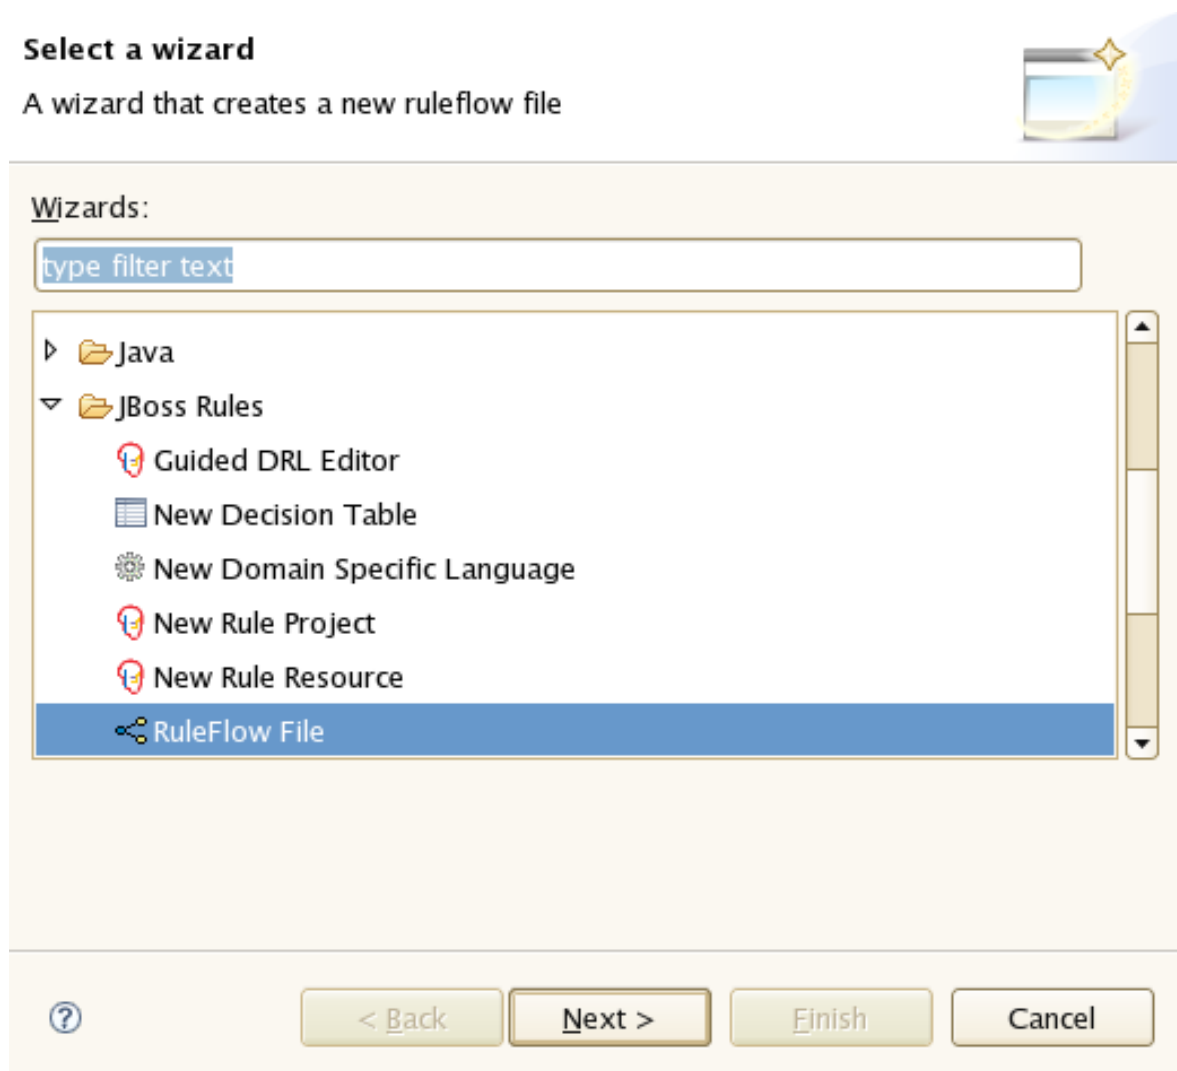 Select a wizard
A wizard that creates a new ruleflow file
Wizards:
type filter text
Java
JBoss Rules
Guided DRL Editor
New Decision Table
New Domain Specific Language
New Rule Project
New Rule Resource
RuleFlow File
? < Back Next > Finish Cancel